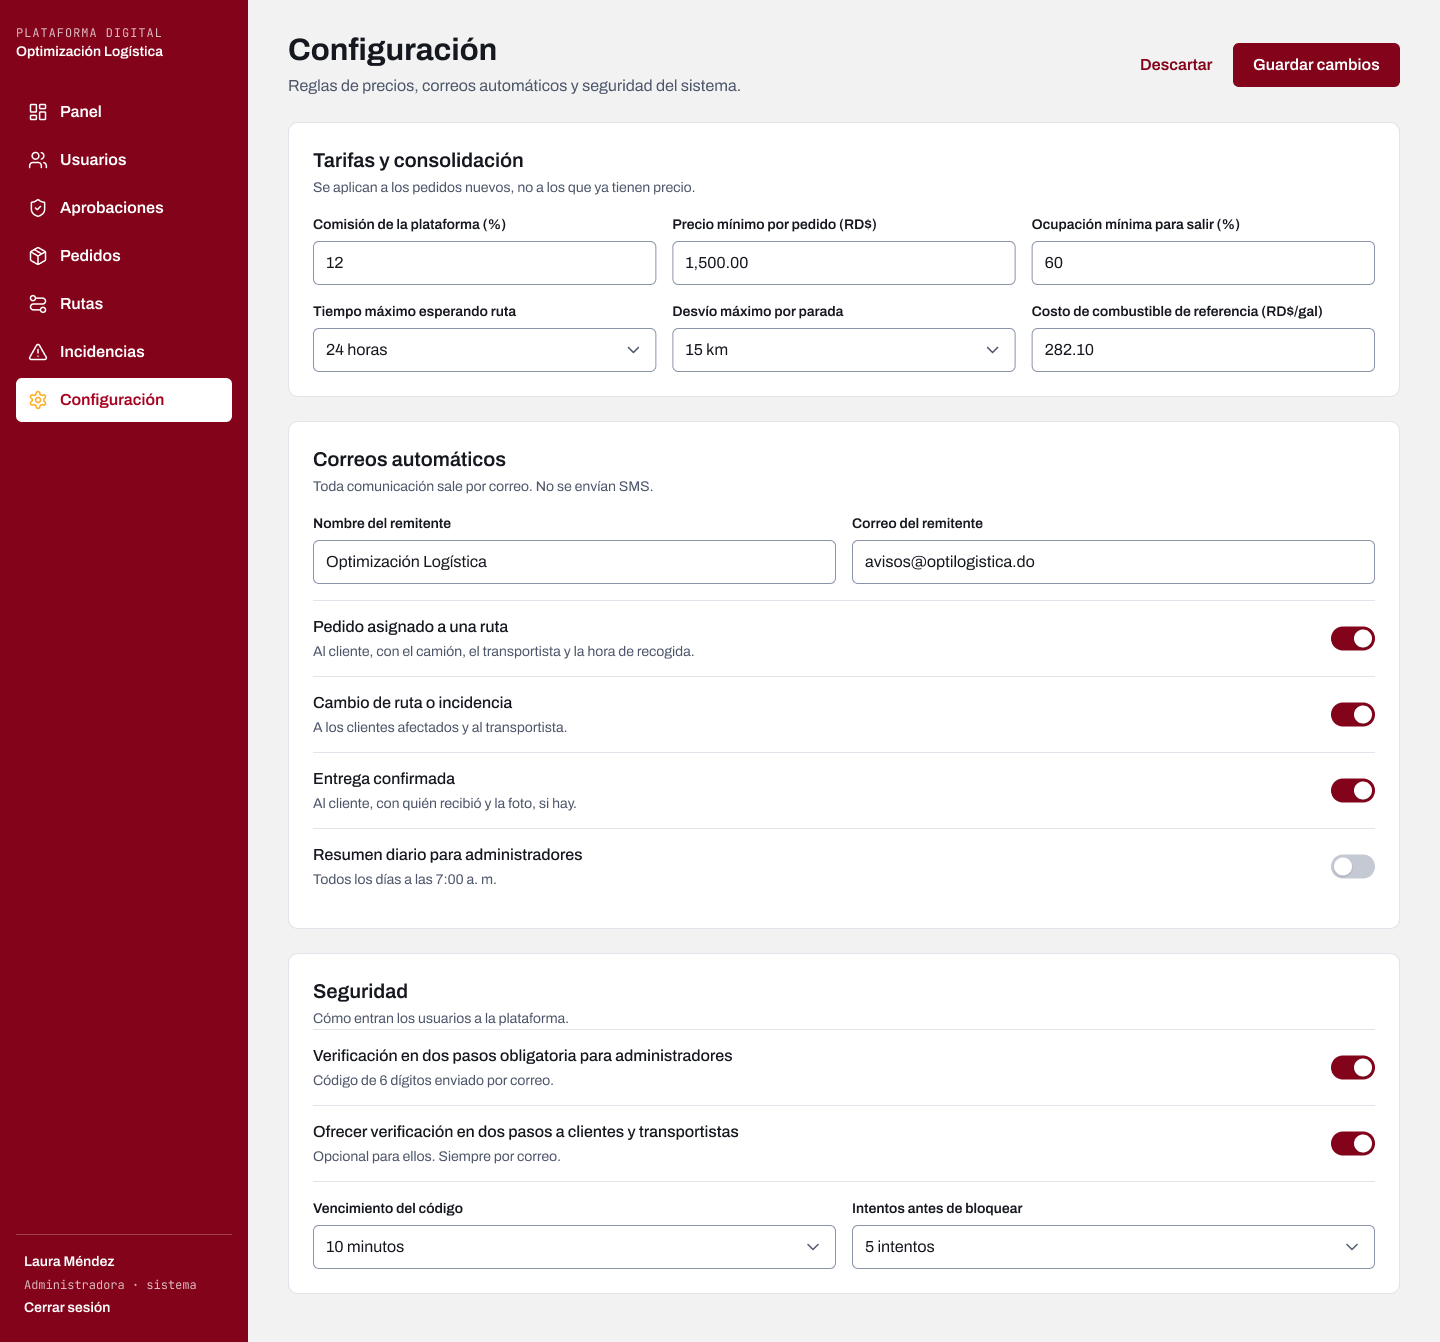 PLATAFORMA DIGITAL
Optimización Logística
Panel
Usuarios
Aprobaciones
Pedidos
Rutas
Incidencias
Configuración
Laura Méndez
Administradora · sistema
Cerrar sesión
Configuración
Reglas de precios, correos automáticos y seguridad del sistema.
Descartar
Guardar cambios
Tarifas y consolidación
Se aplican a los pedidos nuevos, no a los que ya tienen precio.
Comisión de la plataforma (%)
12
Precio mínimo por pedido (RD$)
1,500.00
Ocupación mínima para salir (%)
60
Tiempo máximo esperando ruta
24 horas
Desvío máximo por parada
15 km
Costo de combustible de referencia (RD$/gal)
282.10
Correos automáticos
Toda comunicación sale por correo. No se envían SMS.
Nombre del remitente
Optimización Logística
Correo del remitente
avisos@optilogistica.do
Pedido asignado a una ruta
Al cliente, con el camión, el transportista y la hora de recogida.
Cambio de ruta o incidencia
A los clientes afectados y al transportista.
Entrega confirmada
Al cliente, con quién recibió y la foto, si hay.
Resumen diario para administradores
Todos los días a las 7:00 a. m.
Seguridad
Cómo entran los usuarios a la plataforma.
Verificación en dos pasos obligatoria para administradores
Código de 6 dígitos enviado por correo.
Ofrecer verificación en dos pasos a clientes y transportistas
Opcional para ellos. Siempre por correo.
Vencimiento del código
10 minutos
Intentos antes de bloquear
5 intentos